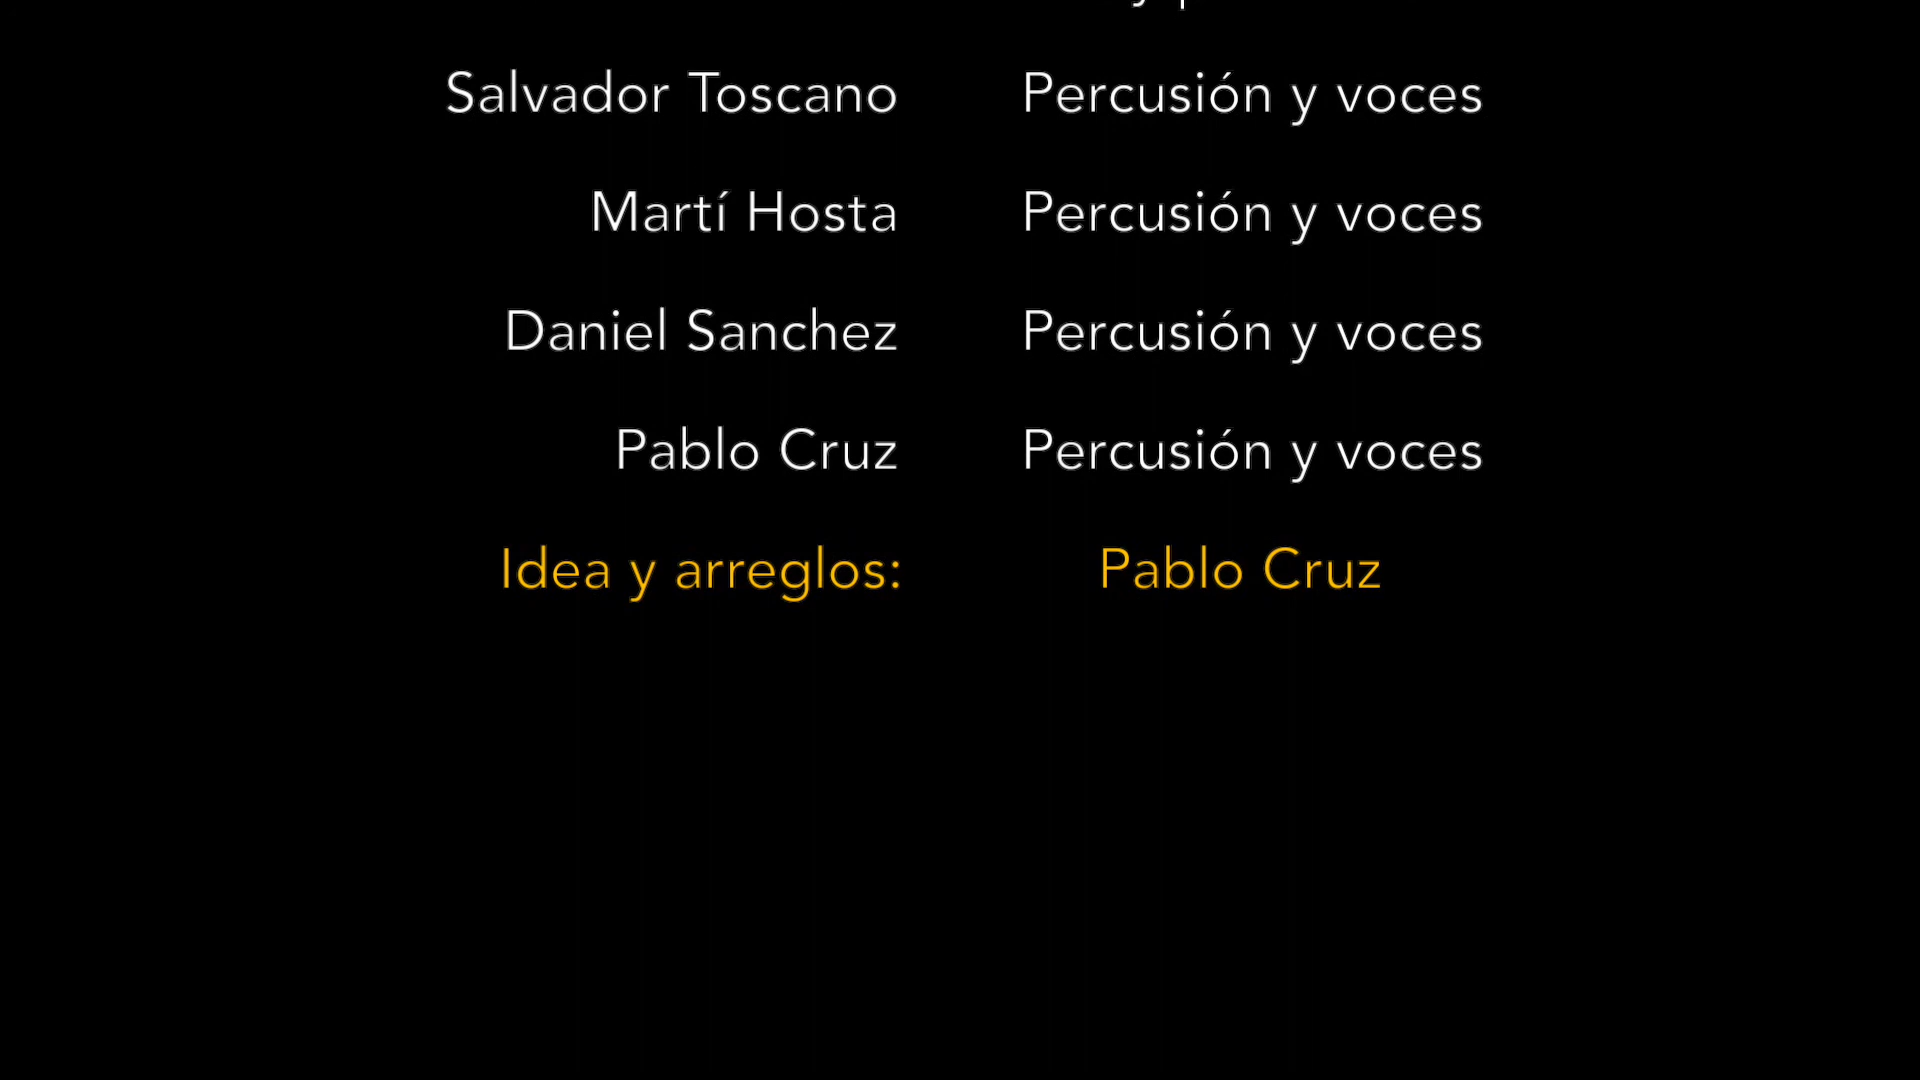 Salvador Toscano Percusión y voces
Martí Hosta Percusión y voces
Daniel Sanchez Percusión y voces
Pablo Cruz Percusión y voces
Idea y arreglos: Pablo Cruz